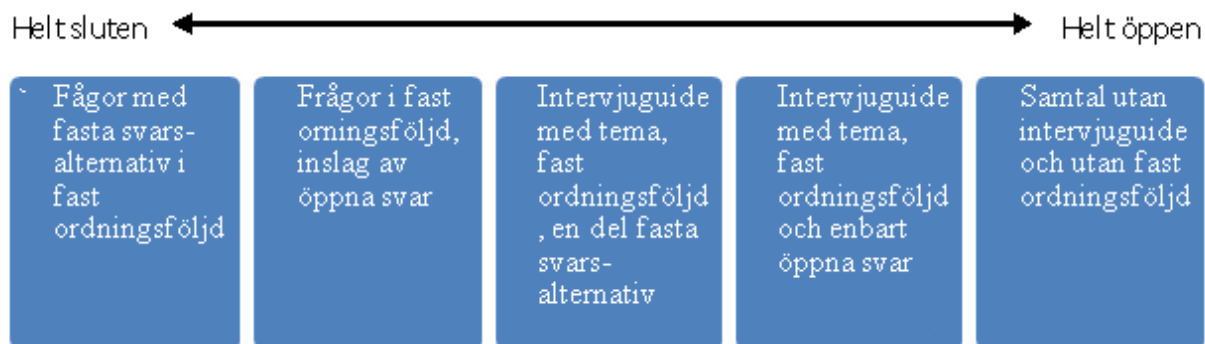 Helt sluten
Helt öppen
` Fågor med
fasta svars-
alternativ i
fast
ordningsföljd
Frågor i fast
orningsföljd,
inslag av
öppna svar
Intervjuguide
med tema,
fast
ordningsföljd
, en del fasta
svars-
alternativ
Intervjuguide
med tema,
fast
ordningsföljd
och enbart
öppna svar
Samtal utan
intervjuguide
och utan fast
ordningsföljd